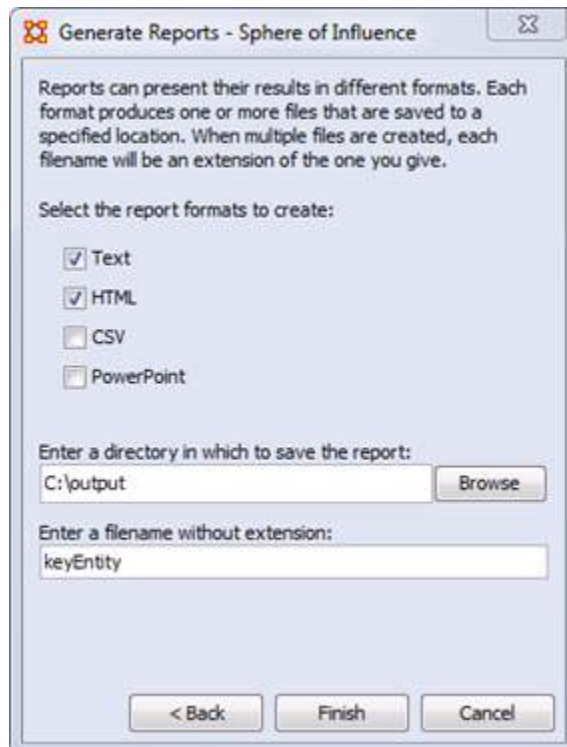 Generate Reports - Sphere of Influence
Reports can present their results in different formats. Each
format produces one or more files that are saved to a
specified location. When multiple files are created, each
filename will be an extension of the one you give.
Select the report formats to create:
Text
HTML
CSV
PowerPoint
Enter a directory in which to save the report:
C:\output
Browse
Enter a filename without extension:
keyEntity
< Back
Finish
Cancel